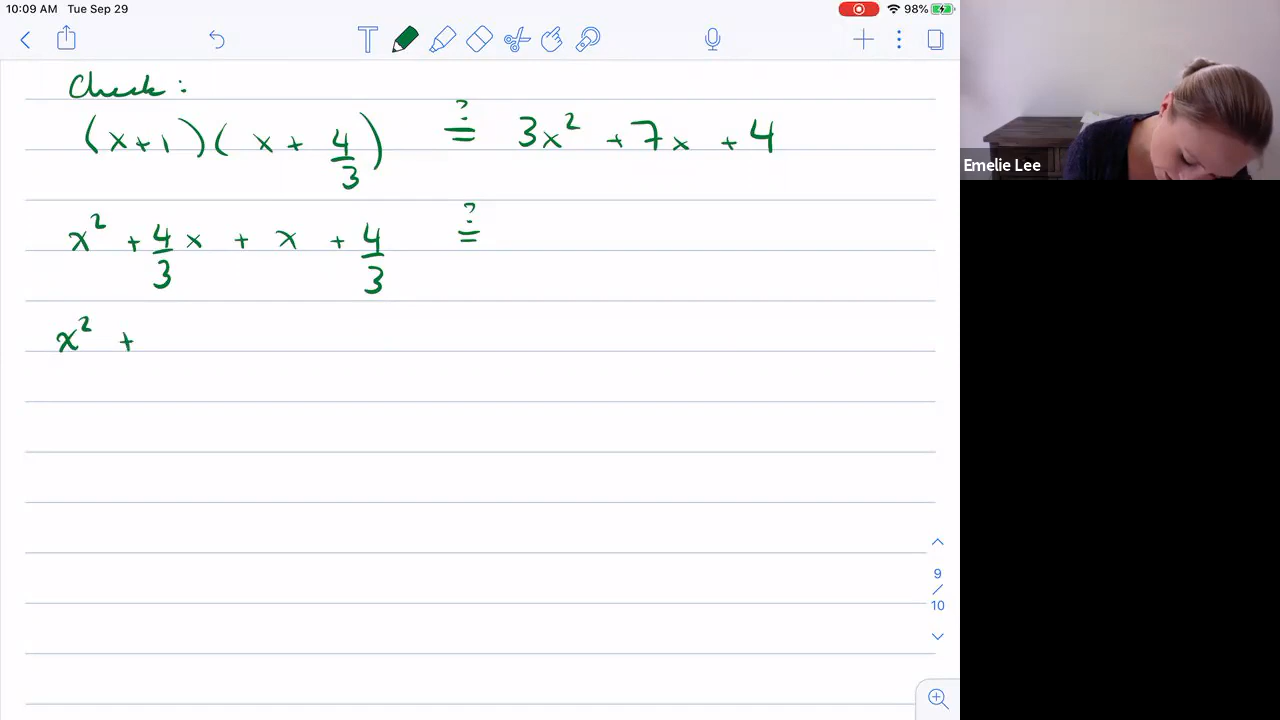 10:09 AM Tue Sep 29
98%
T
Check:
(x+1)(x + 4/3) ≟ 3x² + 7x + 4
x² + 4/3 x + x + 4/3 ≟
x² +
Emelie Lee
9
/
10